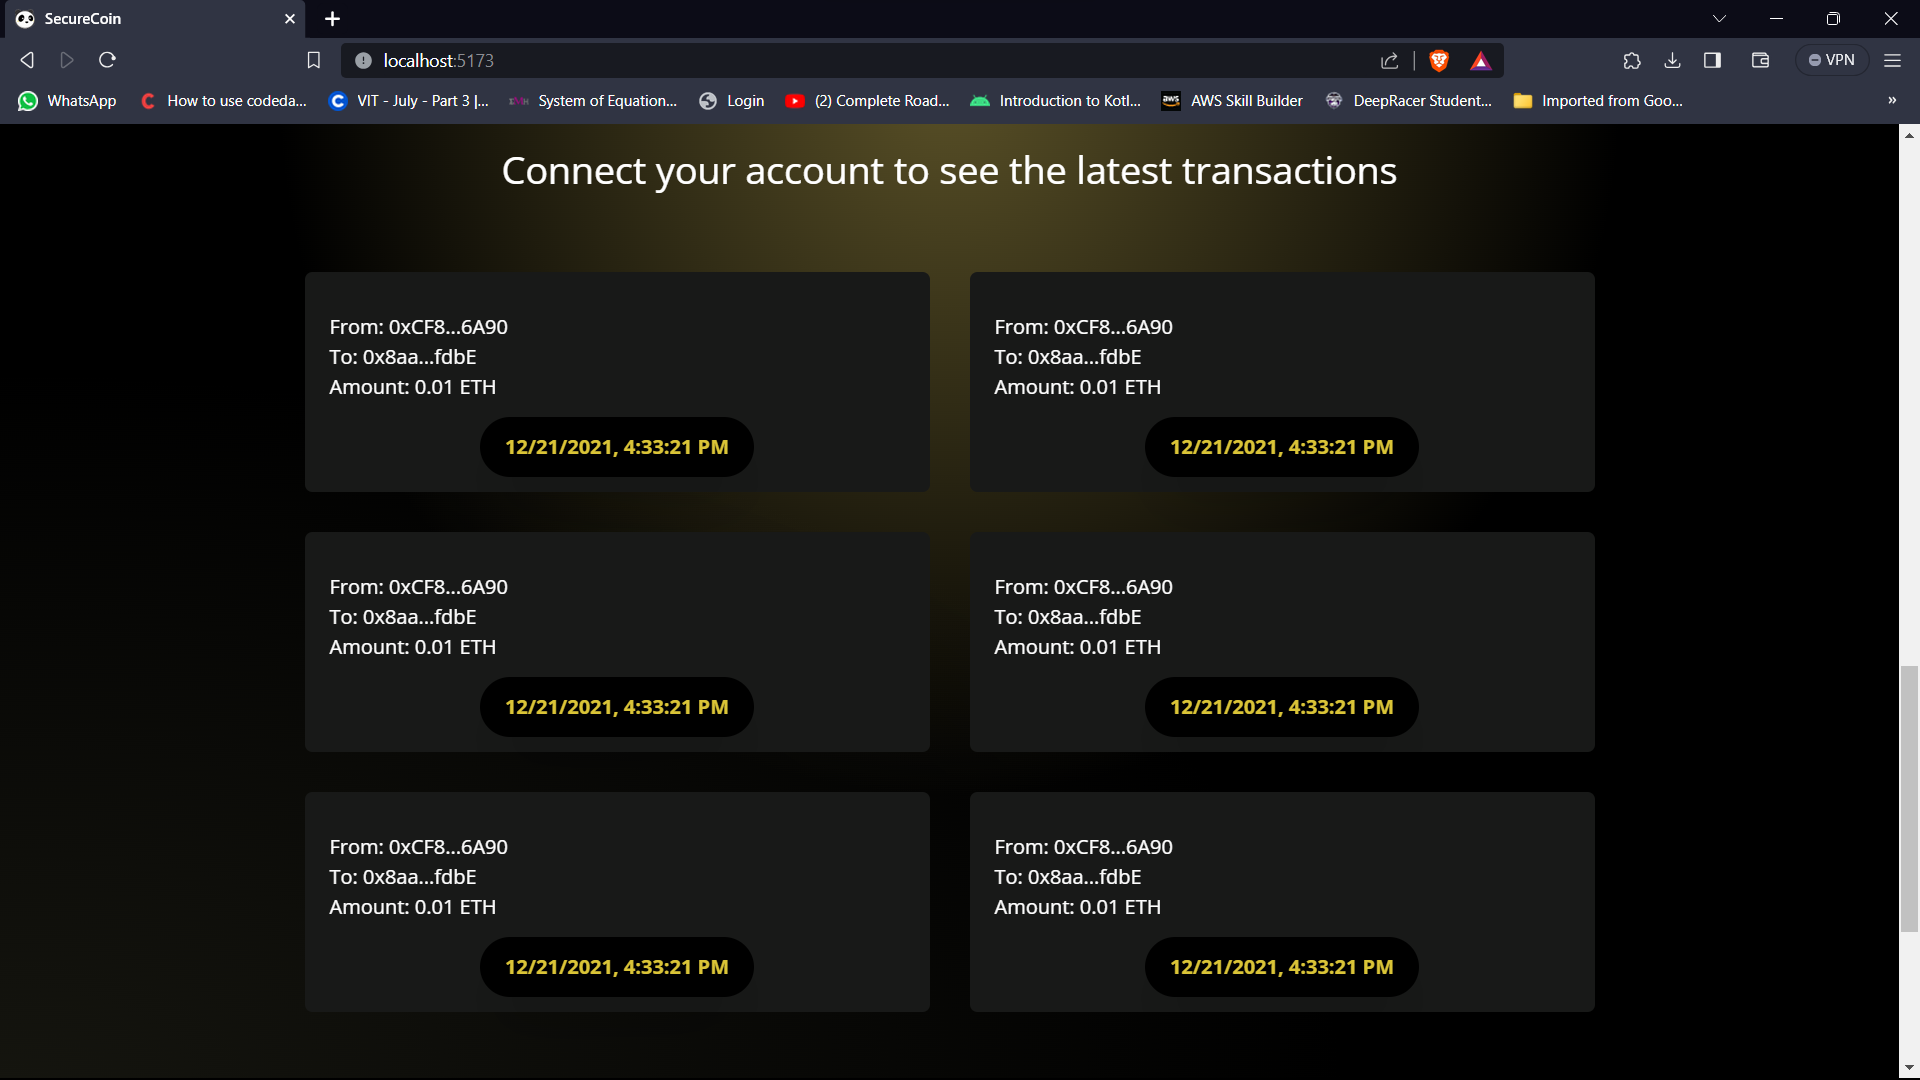 SecureCoin
localhost:5173
VPN
WhatsApp How to use codeda... VIT - July - Part 3 |... System of Equation... Login (2) Complete Road... Introduction to Kotl... AWS Skill Builder DeepRacer Student... Imported from Goo... »
Connect your account to see the latest transactions
From: 0xCF8...6A90
To: 0x8aa...fdbE
Amount: 0.01 ETH
12/21/2021, 4:33:21 PM
From: 0xCF8...6A90
To: 0x8aa...fdbE
Amount: 0.01 ETH
12/21/2021, 4:33:21 PM
From: 0xCF8...6A90
To: 0x8aa...fdbE
Amount: 0.01 ETH
12/21/2021, 4:33:21 PM
From: 0xCF8...6A90
To: 0x8aa...fdbE
Amount: 0.01 ETH
12/21/2021, 4:33:21 PM
From: 0xCF8...6A90
To: 0x8aa...fdbE
Amount: 0.01 ETH
12/21/2021, 4:33:21 PM
From: 0xCF8...6A90
To: 0x8aa...fdbE
Amount: 0.01 ETH
12/21/2021, 4:33:21 PM